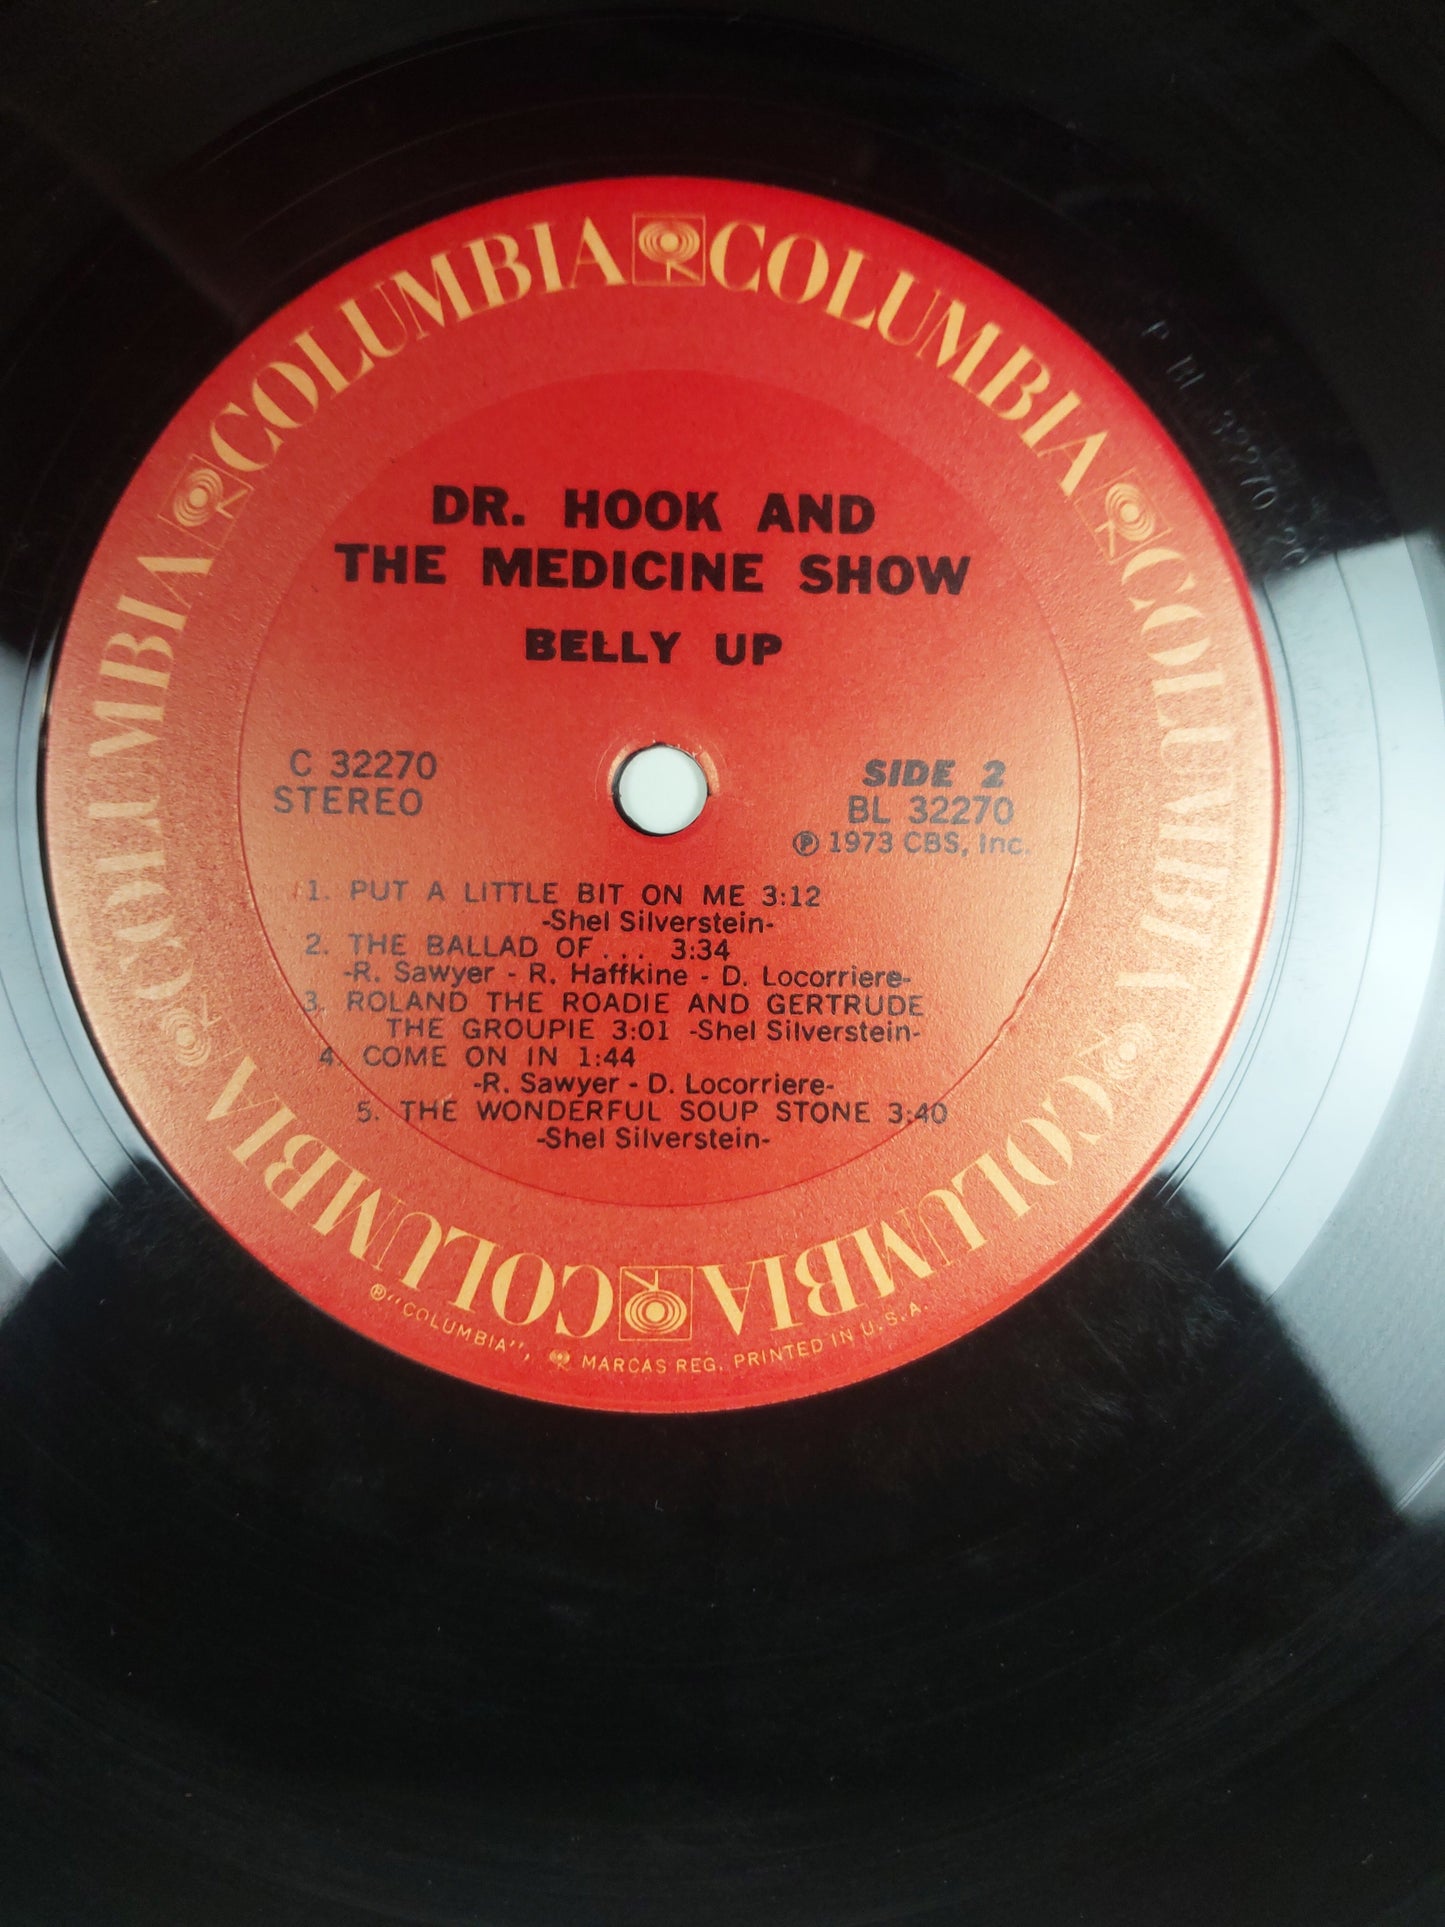 COLUMBIA COLUMBIA COLUMBIA COLUMBIA COLUMBIA COLUMBIA
DR. HOOK AND
THE MEDICINE SHOW
BELLY UP
C 32270
STEREO
SIDE 2
BL 32270
Ⓟ 1973 CBS, Inc.
1. PUT A LITTLE BIT ON ME 3:12
-Shel Silverstein-
2. THE BALLAD OF... 3:34
-R. Sawyer - R. Haffkine - D. Locorriere-
3. ROLAND THE ROADIE AND GERTRUDE
THE GROUPIE 3:01 -Shel Silverstein-
4. COME ON IN 1:44
-R. Sawyer - D. Locorriere-
5. THE WONDERFUL SOUP STONE 3:40
-Shel Silverstein-
® "COLUMBIA", MARCAS REG. PRINTED IN U.S.A.
P BL 32270